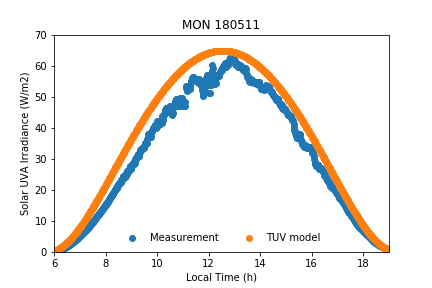 MON 180511
70
60
50
40
30
20
10
0
Solar UVA Irradiance (W/m2)
Measurement TUV model
6 8 10 12 14 16 18
Local Time (h)